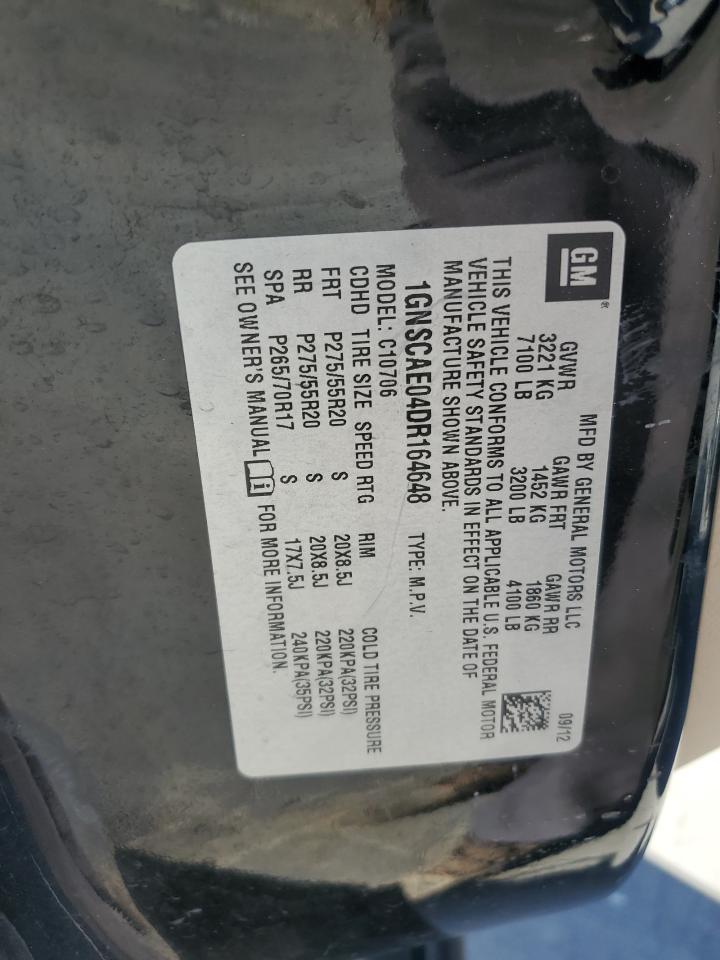 GM®
MFD BY GENERAL MOTORS LLC 09/12
GVWR GAWR FRT GAWR RR
3221 KG 1452 KG 1860 KG
7100 LB 3200 LB 4100 LB
THIS VEHICLE CONFORMS TO ALL APPLICABLE U.S. FEDERAL MOTOR
VEHICLE SAFETY STANDARDS IN EFFECT ON THE DATE OF
MANUFACTURE SHOWN ABOVE.
1GNSCAE04DR164648 TYPE: M.P.V.
MODEL: C10706
CDHD TIRE SIZE SPEED RTG RIM COLD TIRE PRESSURE
FRT P275/55R20 S 20X8.5J 220KPA(32PSI)
RR P275/55R20 S 20X8.5J 220KPA(32PSI)
SPA P265/70R17 S 17X7.5J 240KPA(35PSI)
SEE OWNER'S MANUAL i FOR MORE INFORMATION.